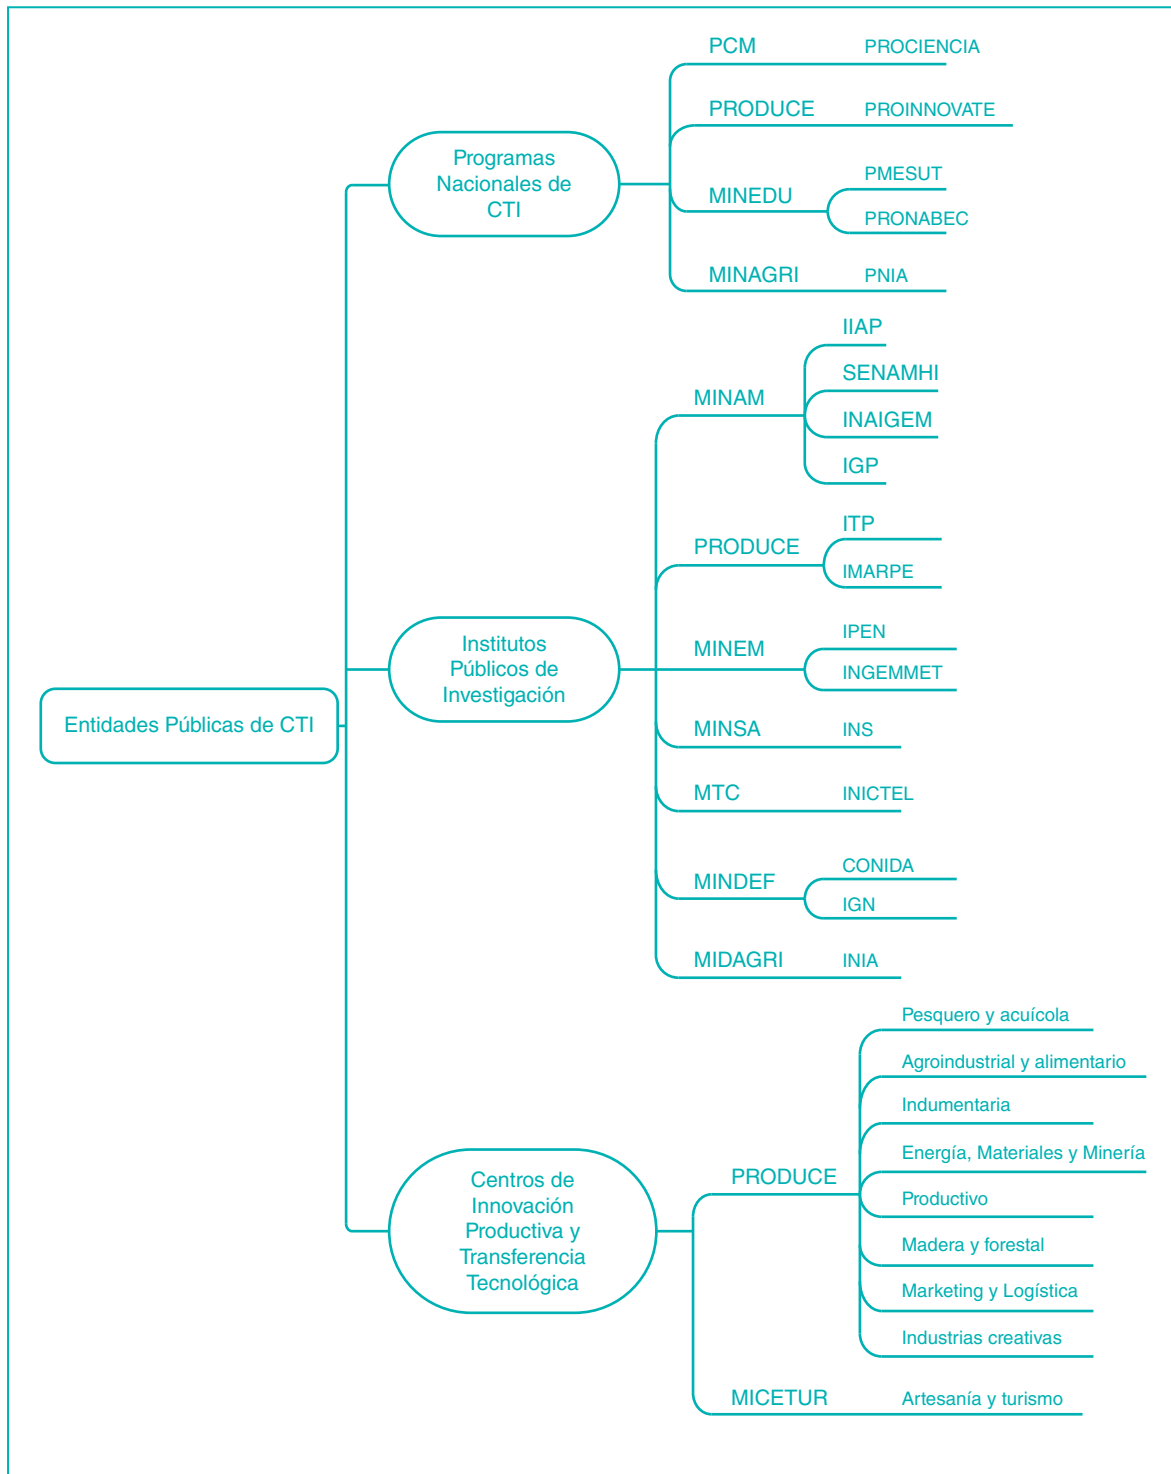 PCM
PROCIENCIA
PRODUCE
PROINNOVATE
Programas
Nacionales de
CTI
MINEDU
PMESUT
PRONABEC
MINAGRI
PNIA
IIAP
MINAM
SENAMHI
INAIGEM
IGP
PRODUCE
ITP
IMARPE
Institutos
Públicos de
Investigación
MINEM
IPEN
INGEMMET
Entidades Públicas de CTI
MINSA
INS
MTC
INICTEL
MINDEF
CONIDA
IGN
MIDAGRI
INIA
Centros de
Innovación
Productiva y
Transferencia
Tecnológica
PRODUCE
Pesquero y acuícola
Agroindustrial y alimentario
Indumentaria
Energía, Materiales y Minería
Productivo
Madera y forestal
Marketing y Logística
Industrias creativas
MICETUR
Artesanía y turismo